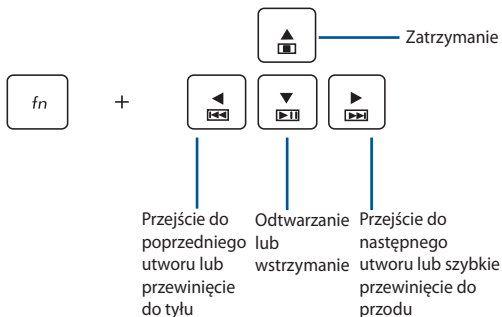 Zatrzymanie
fn
+
Przejście do
poprzedniego
utworu lub
przewinięcie
do tyłu
Odtwarzanie
lub
wstrzymanie
Przejście do
następnego
utworu lub szybkie
przewinięcie do
przodu